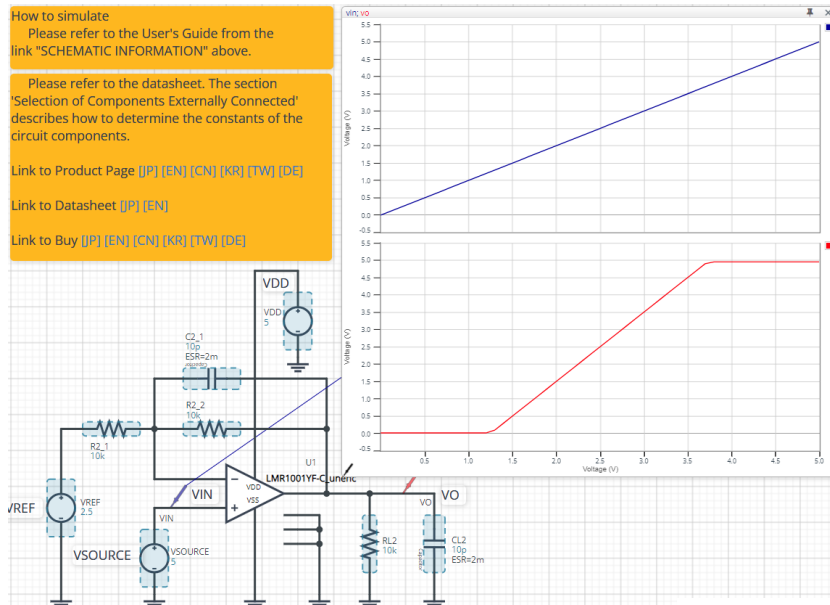 How to simulate
Please refer to the User's Guide from the
link "SCHEMATIC INFORMATION" above.
Please refer to the datasheet. The section
'Selection of Components Externally Connected'
describes how to determine the constants of the
circuit components.
Link to Product Page [JP] [EN] [CN] [KR] [TW] [DE]
Link to Datasheet [JP] [EN]
Link to Buy [JP] [EN] [CN] [KR] [TW] [DE]
vin; vo
5.5
5.0
4.5
4.0
3.5
3.0
2.5
2.0
1.5
1.0
0.5
0.0
-0.5
Voltage (V)
5.5
5.0
4.5
4.0
3.5
3.0
2.5
2.0
1.5
1.0
0.5
0.0
-0.5
Voltage (V)
0.5 1.0 1.5 2.0 2.5 3.0 3.5 4.0 4.5 5.0
Voltage (V)
VDD
VDD
5
C2_1
10p
ESR=2m
R2_2
10k
R2_1
10k
U1
VDD
VSS
VIN
VIN
VREF
VREF
2.5
VSOURCE
VSOURCE
5
VO
VO
RL2
10k
CL2
10p
ESR=2m